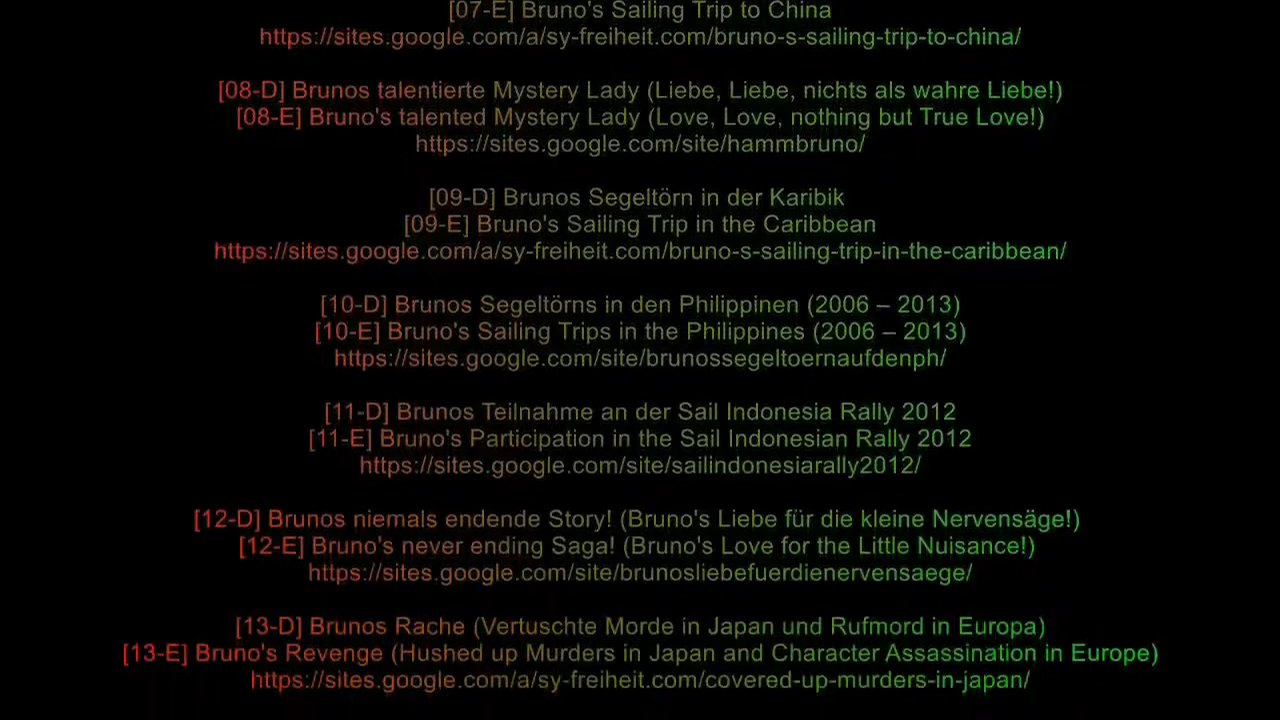 [07-E] Bruno's Sailing Trip to China
https://sites.google.com/a/sy-freiheit.com/bruno-s-sailing-trip-to-china/
[08-D] Brunos talentierte Mystery Lady (Liebe, Liebe, nichts als wahre Liebe!)
[08-E] Bruno's talented Mystery Lady (Love, Love, nothing but True Love!)
https://sites.google.com/site/hammbruno/
[09-D] Brunos Segeltörn in der Karibik
[09-E] Bruno's Sailing Trip in the Caribbean
https://sites.google.com/a/sy-freiheit.com/bruno-s-sailing-trip-in-the-caribbean/
[10-D] Brunos Segeltörns in den Philippinen (2006 – 2013)
[10-E] Bruno's Sailing Trips in the Philippines (2006 – 2013)
https://sites.google.com/site/brunossegeltoernaufdenph/
[11-D] Brunos Teilnahme an der Sail Indonesia Rally 2012
[11-E] Bruno's Participation in the Sail Indonesian Rally 2012
https://sites.google.com/site/sailindonesiarally2012/
[12-D] Brunos niemals endende Story! (Bruno's Liebe für die kleine Nervensäge!)
[12-E] Bruno's never ending Saga! (Bruno's Love for the Little Nuisance!)
https://sites.google.com/site/brunosliebefuerdienervensaege/
[13-D] Brunos Rache (Vertuschte Morde in Japan und Rufmord in Europa)
[13-E] Bruno's Revenge (Hushed up Murders in Japan and Character Assassination in Europe)
https://sites.google.com/a/sy-freiheit.com/covered-up-murders-in-japan/